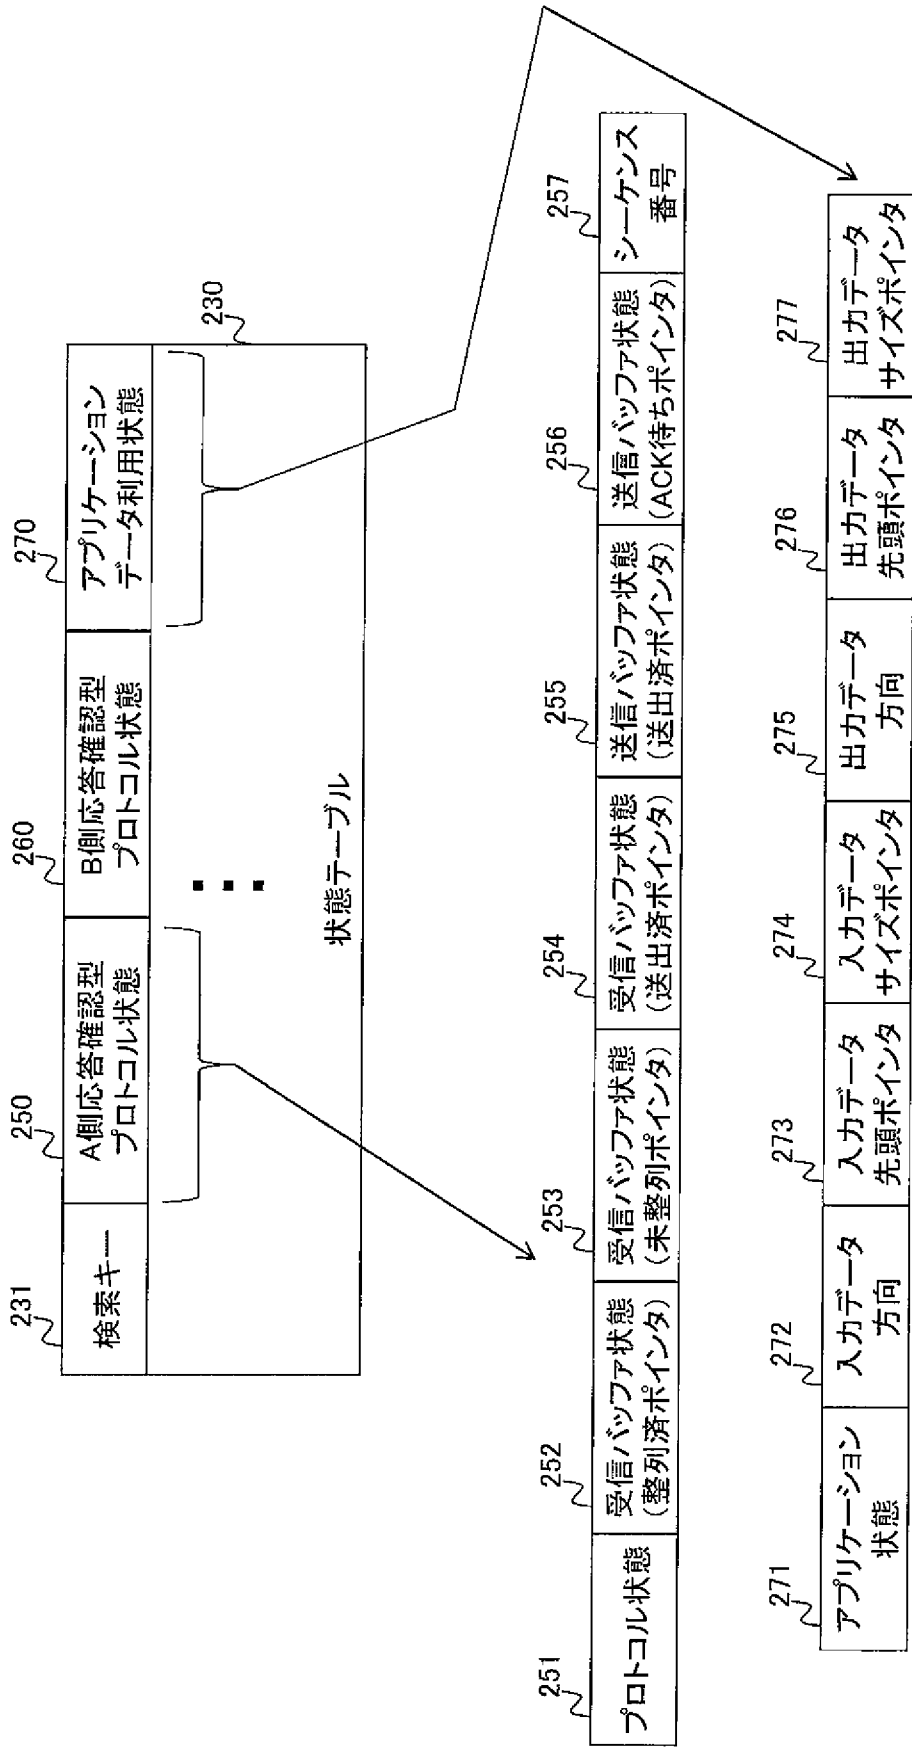 231
検索キー
250
A側応答確認型
プロトコル状態
260
B側応答確認型
プロトコル状態
270
アプリケーション
データ利用状態
230
状態テーブル
251
プロトコル状態
252
受信バッファ状態
(整列済ポインタ)
253
受信バッファ状態
(未整列ポインタ)
254
受信バッファ状態
(送出済ポインタ)
255
送信バッファ状態
(送出済ポインタ)
256
送信バッファ状態
(ACK待ちポインタ)
257
シーケンス
番号
271
アプリケーション
状態
272
入力データ
方向
273
入力データ
先頭ポインタ
274
入力データ
サイズポインタ
275
出力データ
方向
276
出力データ
先頭ポインタ
277
出力データ
サイズポインタ